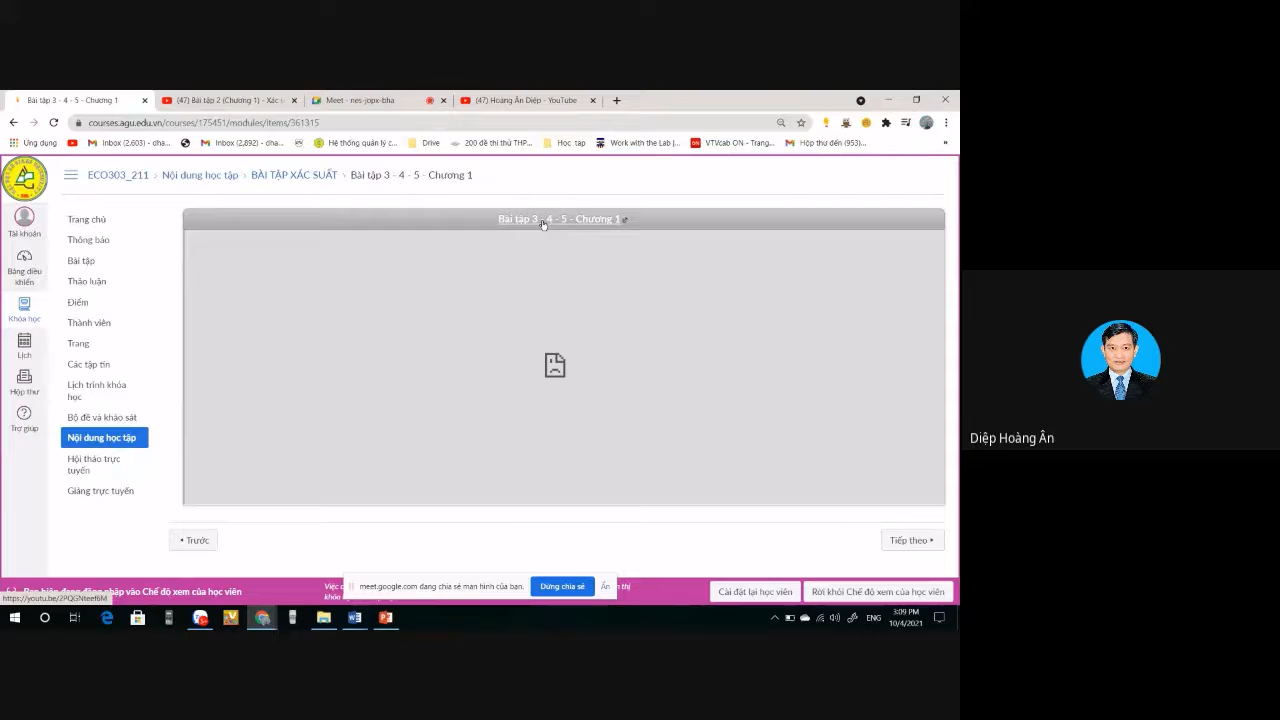 Bài tập 3 - 4 - 5 - Chương 1
(47) Bài tập 2 (Chương 1) - Xác
Meet - nes-jopx-bha
(47) Hoàng Ân Diệp - YouTube
courses.agu.edu.vn/courses/175451/modules/items/361315
Ứng dụng
Inbox (2,603) - dha...
Inbox (2,892) - dha...
Hệ thống quản lý c...
Drive
200 đề thi thử THP...
Học tập
Work with the Lab |...
VTVcab ON - Trang...
Hộp thư đến (953)...
»
ECO303_211 › Nội dung học tập › BÀI TẬP XÁC SUẤT › Bài tập 3 - 4 - 5 - Chương 1
Tài khoản
Bảng điều khiển
Khóa học
Lịch
Hộp thư
Trợ giúp
Trang chủ
Thông báo
Bài tập
Thảo luận
Điểm
Thành viên
Trang
Các tập tin
Lịch trình khóa
học
Bộ đề và khảo sát
Nội dung học tập
Hội thảo trực
tuyến
Giảng trực tuyến
Bài tập 3 - 4 - 5 - Chương 1
Trước
Tiếp theo
Diệp Hoàng Ân
vào Chế độ xem của học viên
meet.google.com đang chia sẻ màn hình của bạn.
Dừng chia sẻ
Ẩn
Cài đặt lại học viên
Rời khỏi Chế độ xem của học viên
https://youtu.be/2PQGNteef6M
ENG
3:09 PM
10/4/2021